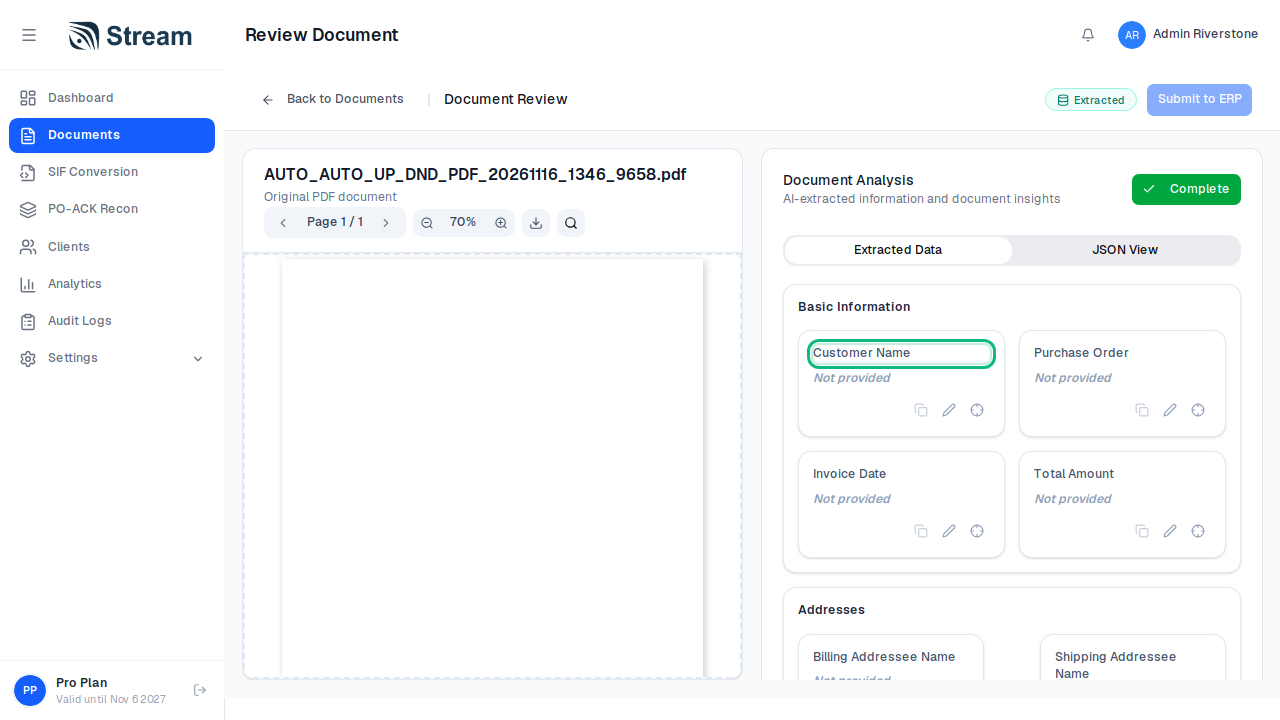 Stream
Review Document
AR
Admin Riverstone
Dashboard
Documents
SIF Conversion
PO-ACK Recon
Clients
Analytics
Audit Logs
Settings
PP
Pro Plan
Valid until Nov 6 2027
Back to Documents
Document Review
Extracted
Submit to ERP
AUTO_AUTO_UP_DND_PDF_20261116_1346_9658.pdf
Original PDF document
Page 1 / 1
70%
Document Analysis
AI-extracted information and document insights
Complete
Extracted Data
JSON View
Basic Information
Customer Name
Not provided
Purchase Order
Not provided
Invoice Date
Not provided
Total Amount
Not provided
Addresses
Billing Addressee Name
Not provided
Shipping Addressee
Name